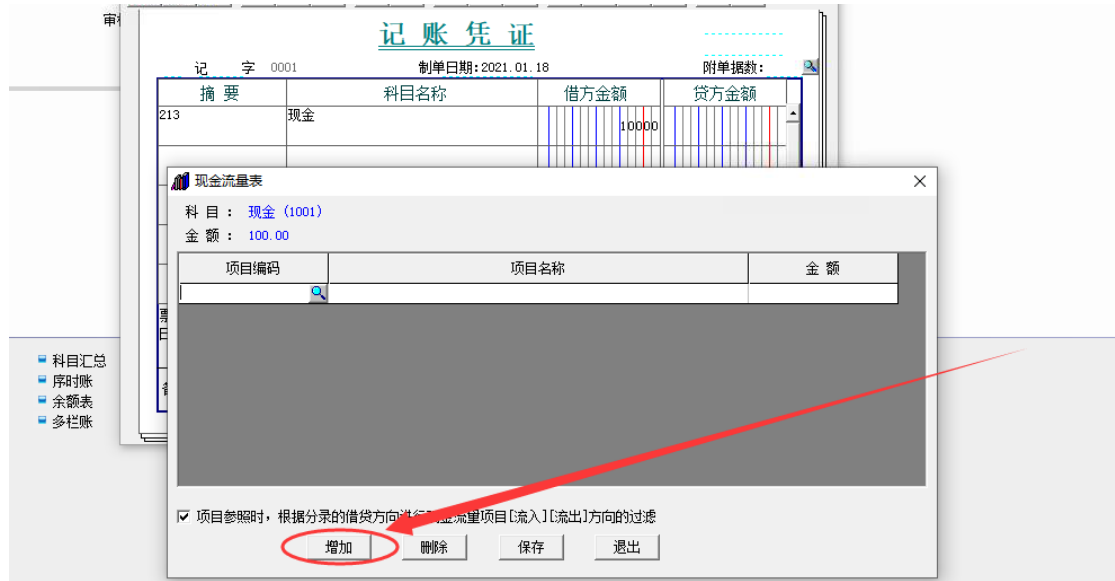 审
记 账 凭 证
记 字 0001 制单日期:2021.01.18 附单据数:
摘 要 科目名称 借方金额 贷方金额
213 现金 10000
现金流量表
科 目 : 现金 (1001)
金 额 : 100.00
项目编码 项目名称 金 额
科目汇总
序时账
余额表
多栏账
项目参照时，根据分录的借贷方向进行现金流量项目[流入][流出]方向的过滤
增加 删除 保存 退出